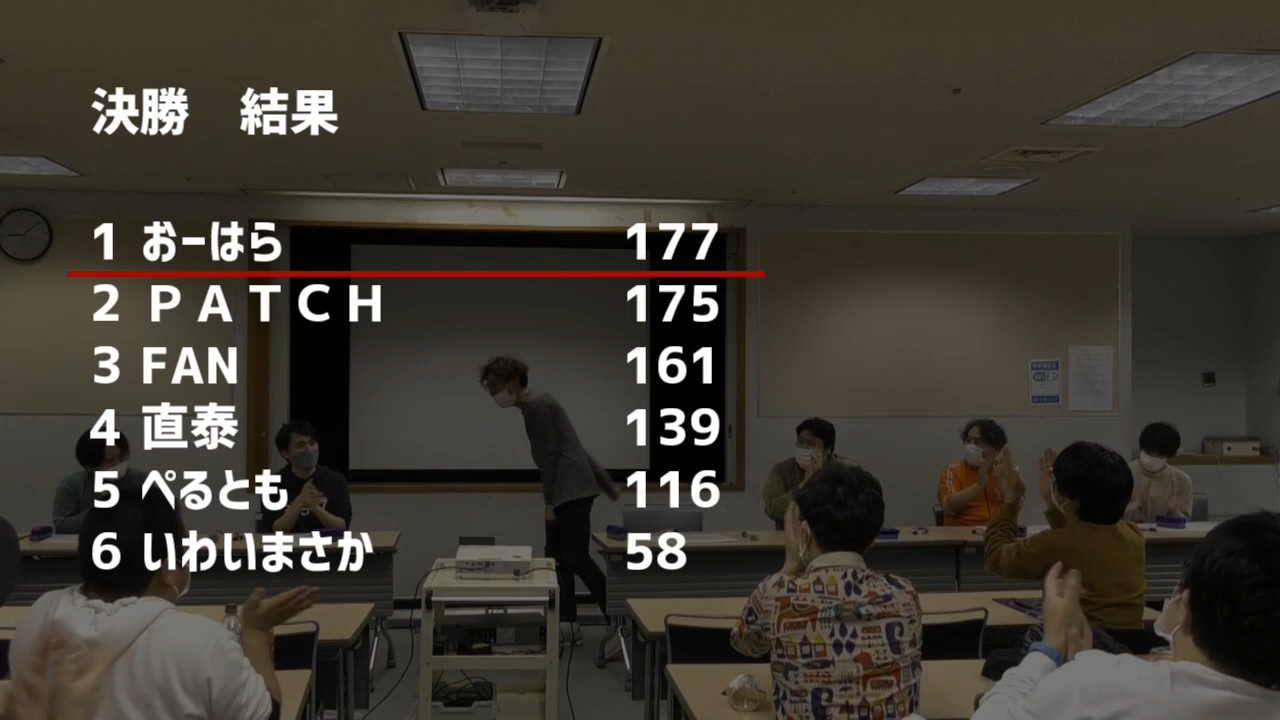 決勝　結果
1 おーはら 177
2 ＰＡＴＣＨ 175
3 FAN 161
4 直泰 139
5 ぺるとも 116
6 いわいまさか 58